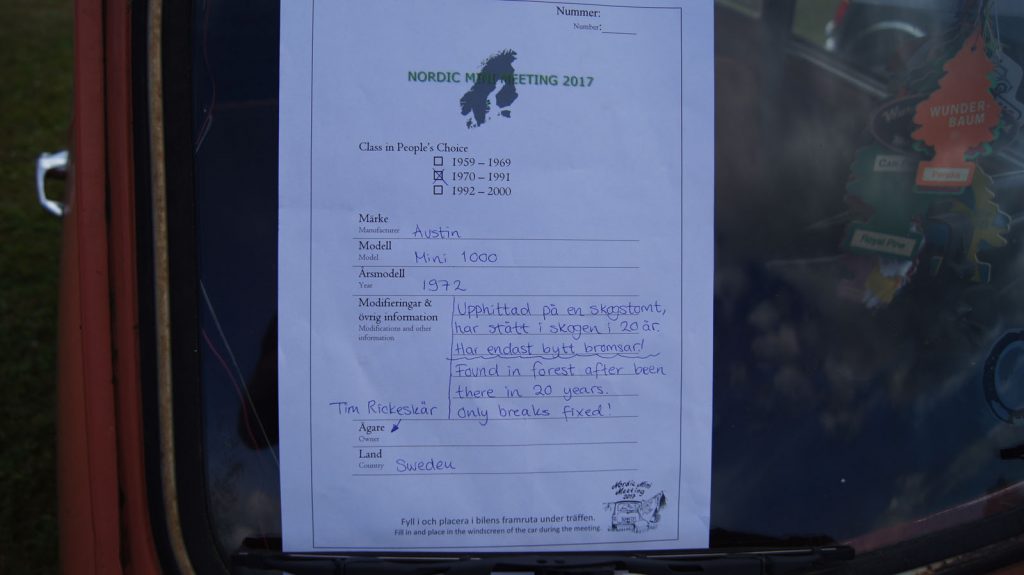 Nummer:
Number:
NORDIC MINI MEETING 2017
Class in People's Choice
1959 – 1969
1970 – 1991
1992 – 2000
Märke
Manufacturer Austin
Modell
Model Mini 1000
Årsmodell
Year 1972
Modifieringar &
övrig information
Modifications and other
information
Upphittad på en skogstomt,
har stått i skogen i 20 år.
Har endast bytt bromsar!
Found in forest after been
there in 20 years.
Only breaks fixed!
Tim Rickeskär
Ägare
Owner
Land
Country Sweden
Nordic Mini
Meeting
2017
Fyll i och placera i bilens framruta under träffen.
Fill in and place in the windscreen of the car during the meeting.
WUNDER-
BAUM
Royal Pine